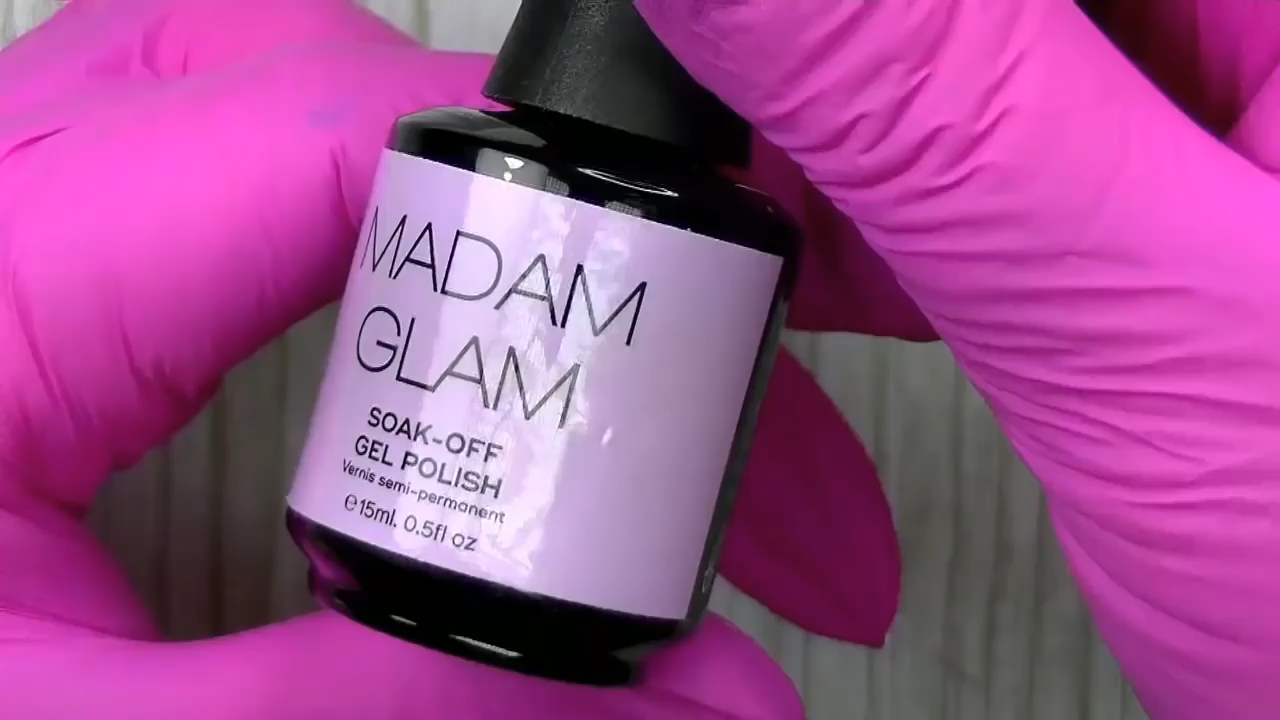 MADAM
GLAM
SOAK-OFF
GEL POLISH
Vernis semi-permanent
℮15ml. 0.5fl oz